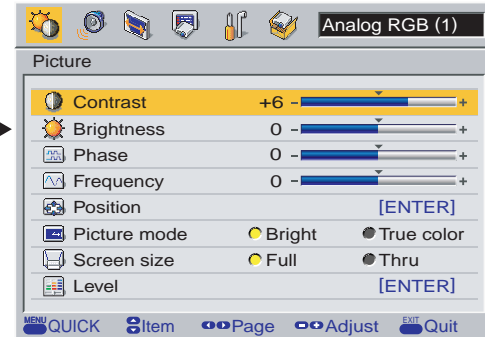 Analog RGB (1)
Picture
Contrast +6 - +
Brightness 0 - +
Phase 0 - +
Frequency 0 - +
Position [ENTER]
Picture mode Bright True color
Screen size Full Thru
Level [ENTER]
MENU QUICK Item Page Adjust EXIT Quit